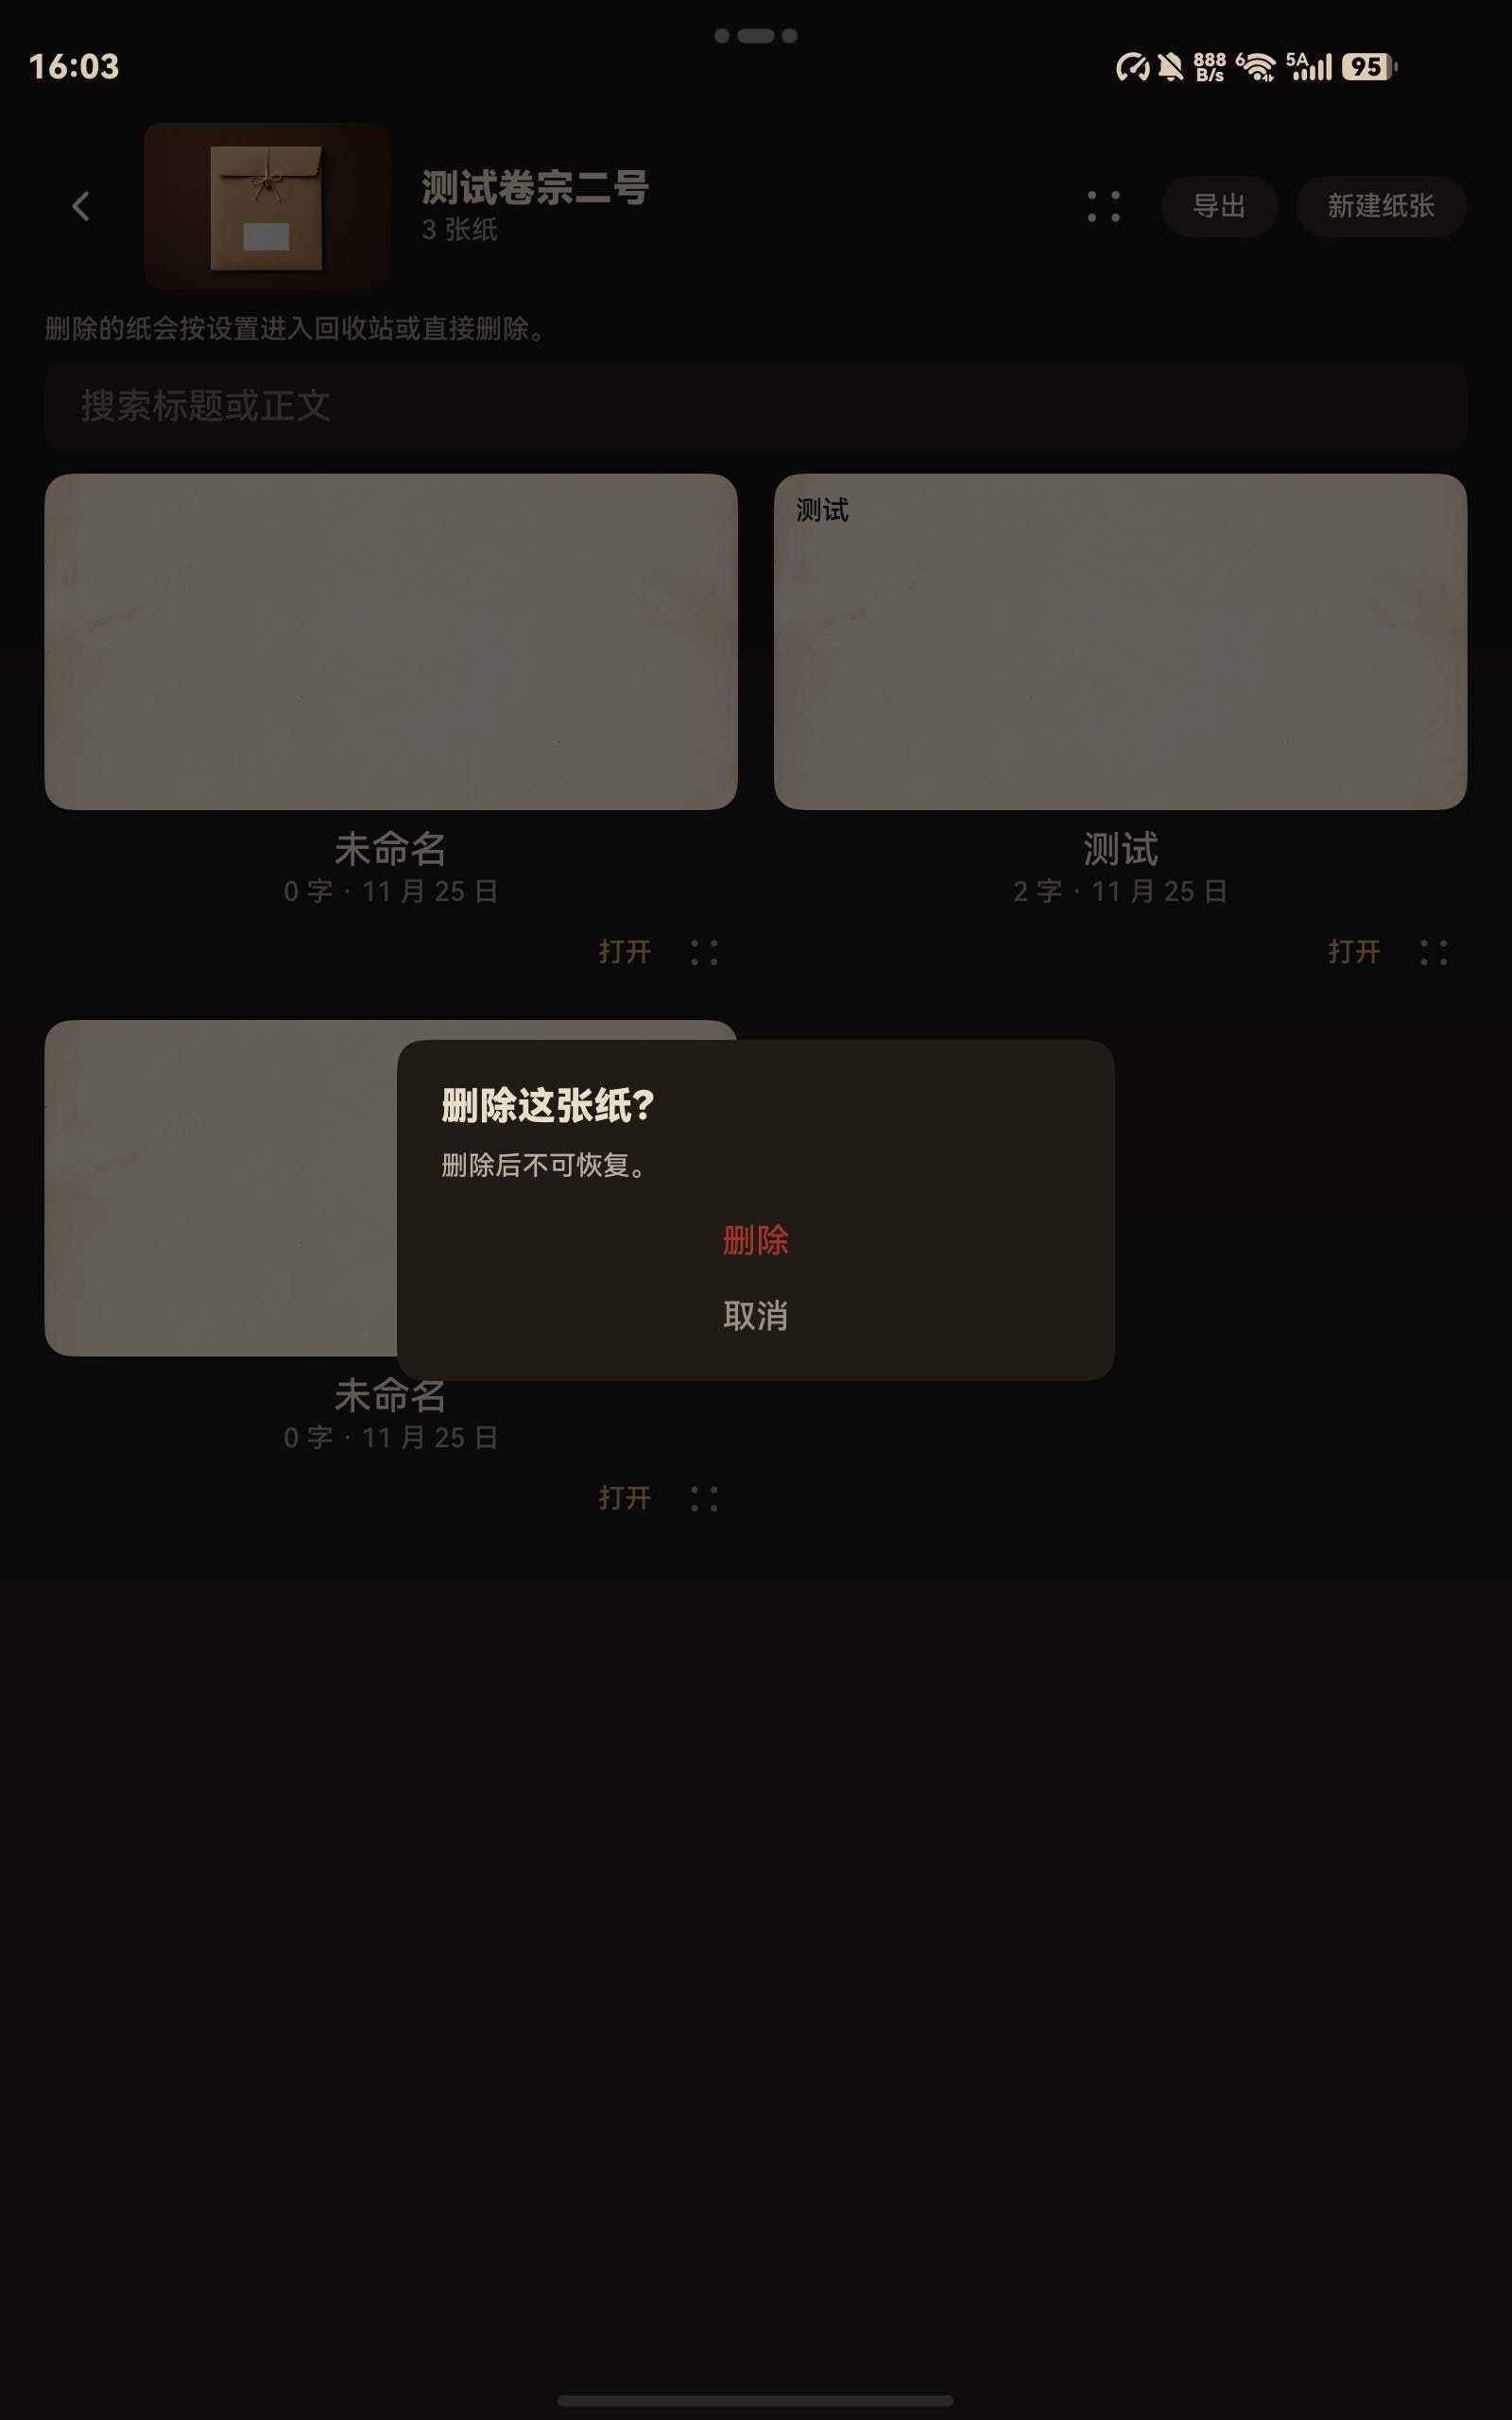 16:03
888 B/s
6
5A
95
测试卷宗二号
3 张纸
导出
新建纸张
删除的纸会按设置进入回收站或直接删除。
搜索标题或正文
测试
未命名
0 字 · 11 月 25 日
打开
测试
2 字 · 11 月 25 日
打开
删除这张纸?
删除后不可恢复。
删除
取消
未命名
0 字 · 11 月 25 日
打开